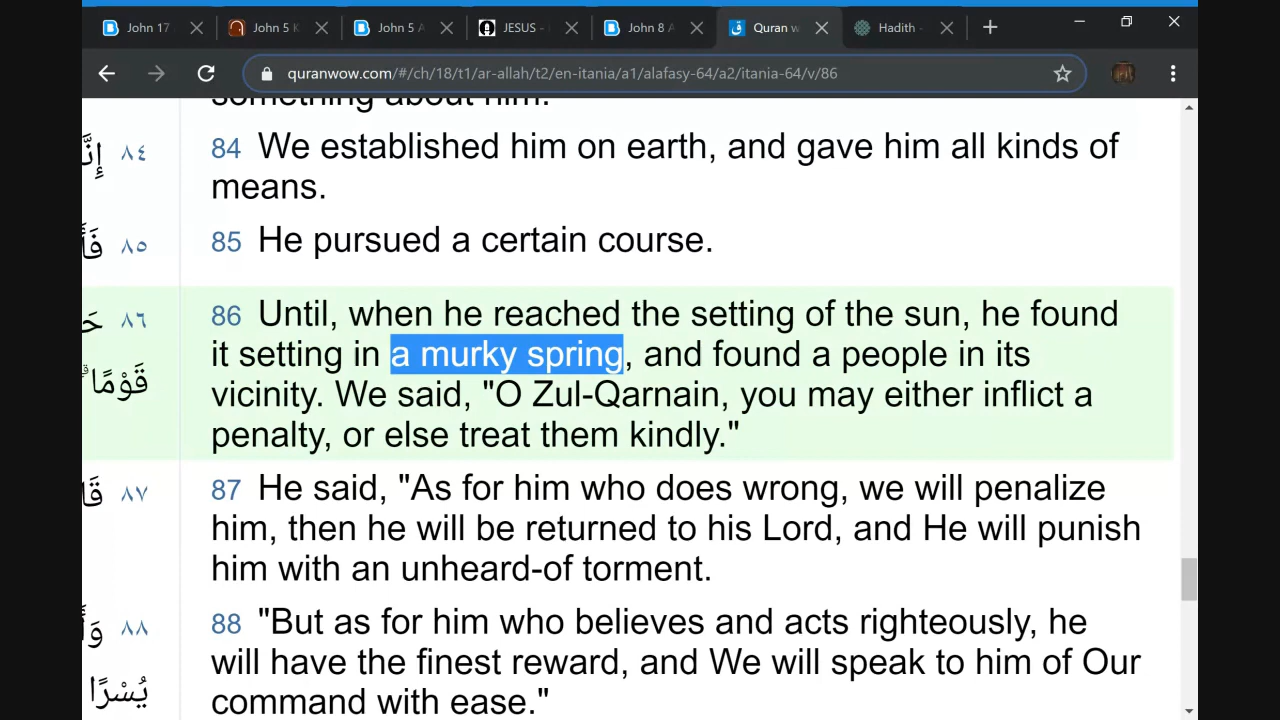 John 17
John 5 K
John 5 A
JESUS -
John 8 A
Quran w
Hadith -
quranwow.com/#/ch/18/t1/ar-allah/t2/en-itania/a1/alafasy-64/a2/itania-64/v/86
something about him.
٨٤ 84 We established him on earth, and gave him all kinds of
means.
٨٥ 85 He pursued a certain course.
٨٦ 86 Until, when he reached the setting of the sun, he found
it setting in a murky spring, and found a people in its
قَوْمًا vicinity. We said, "O Zul-Qarnain, you may either inflict a
penalty, or else treat them kindly."
٨٧ 87 He said, "As for him who does wrong, we will penalize
him, then he will be returned to his Lord, and He will punish
him with an unheard-of torment.
٨٨ 88 "But as for him who believes and acts righteously, he
will have the finest reward, and We will speak to him of Our
يُسْرًا command with ease."